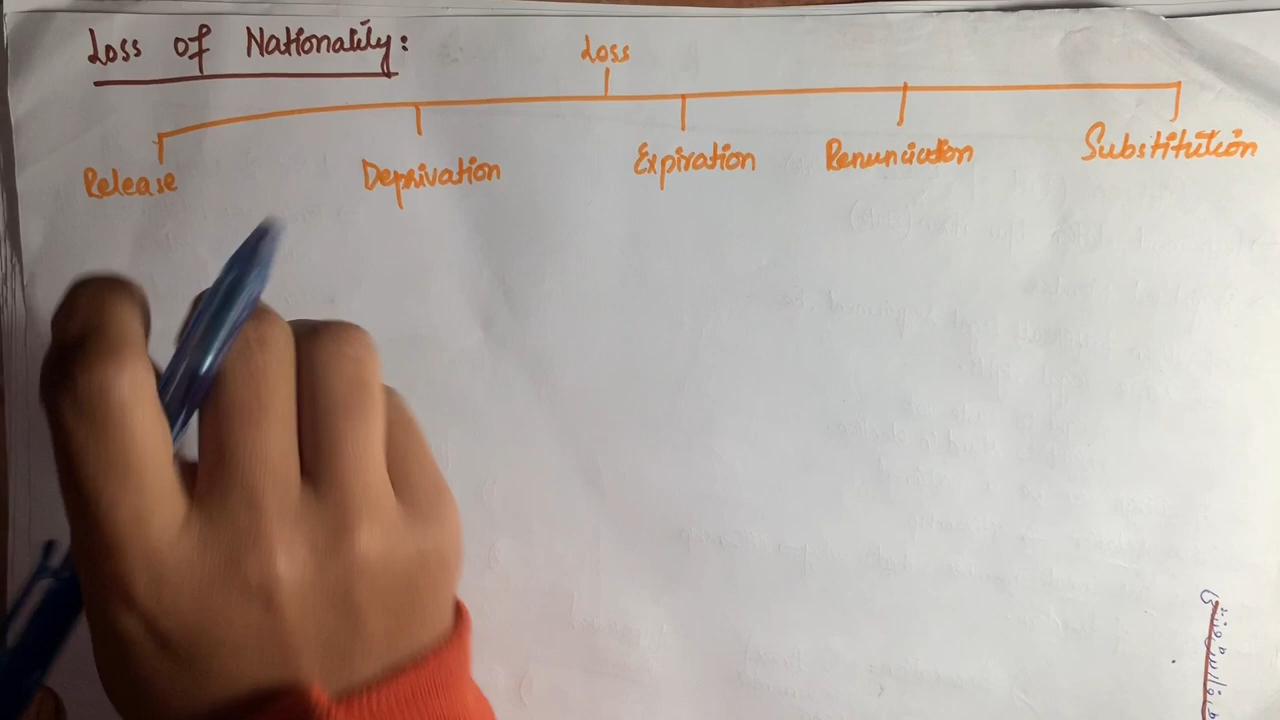 Loss of Nationality:
Loss
Release Deprivation Expiration Renunciation Substitution